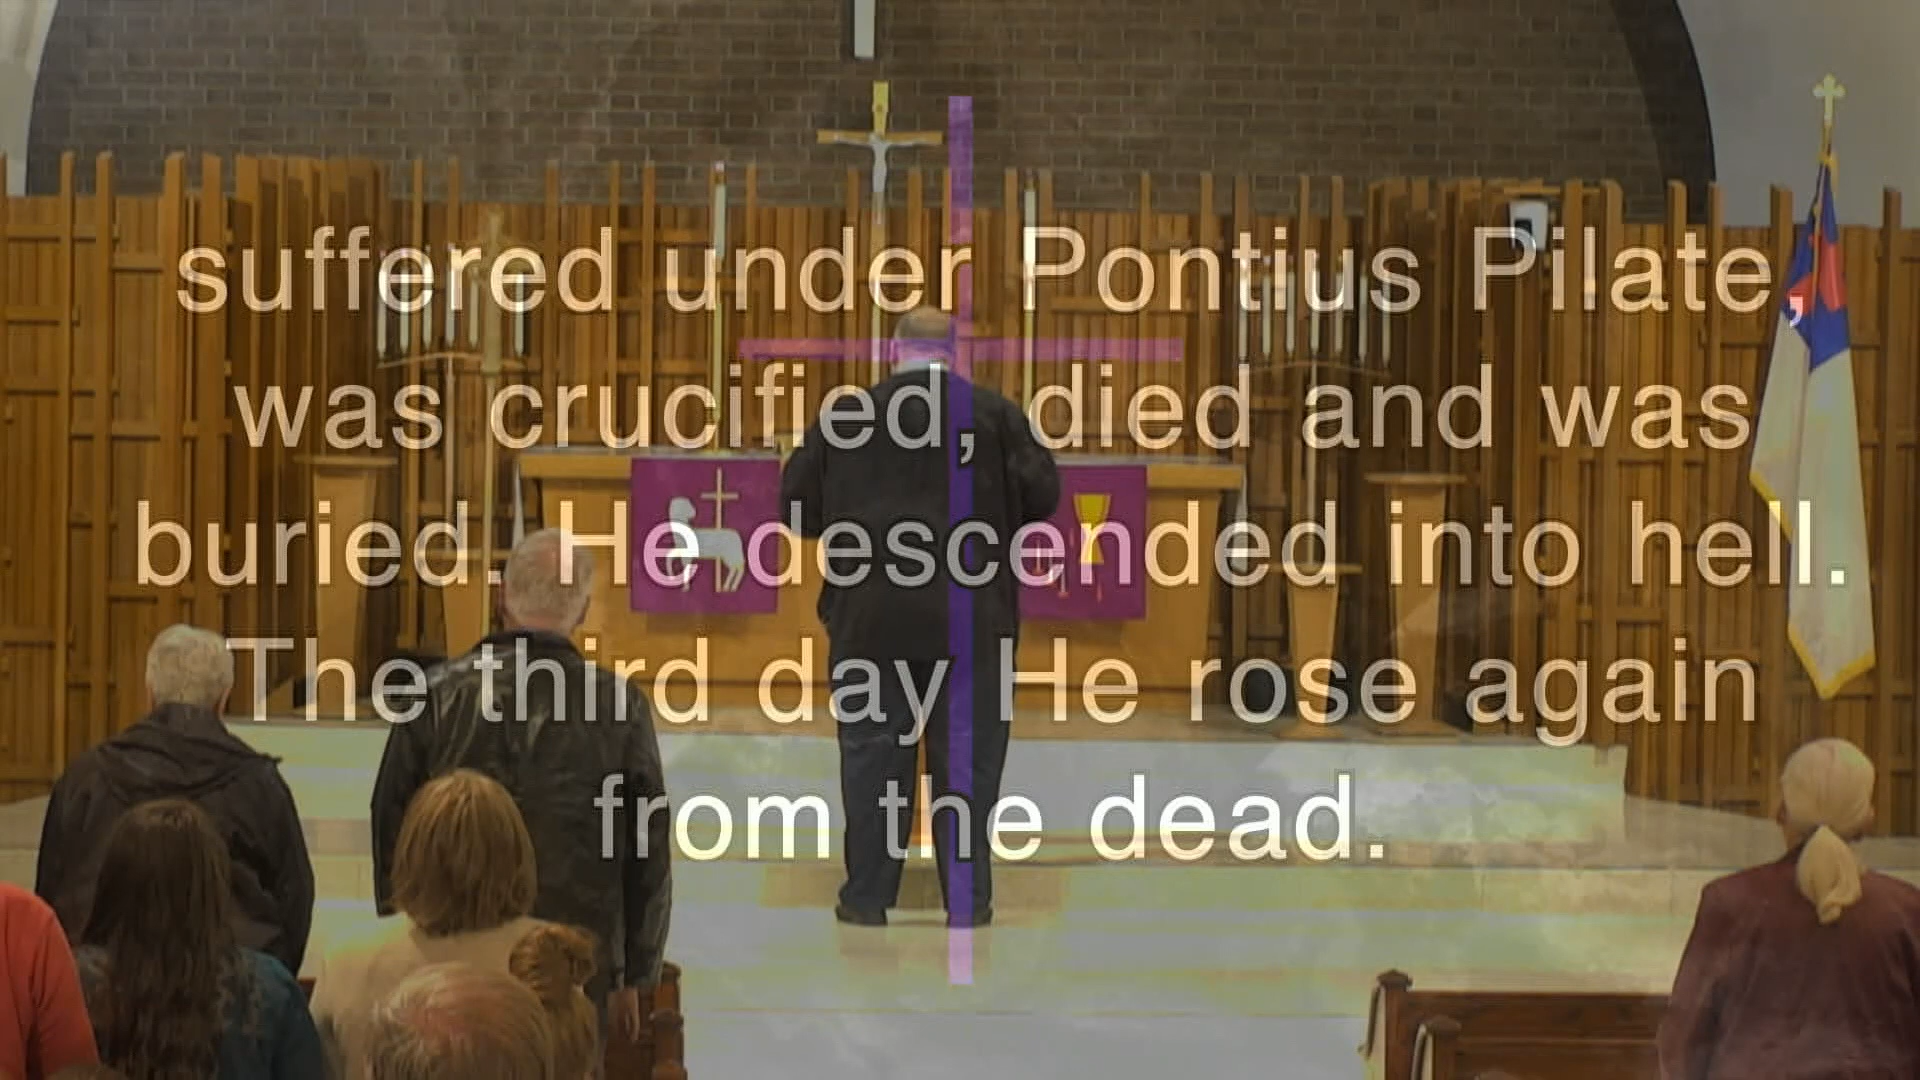 suffered under Pontius Pilate,
was crucified, died and was
buried. He descended into hell.
The third day He rose again
from the dead.